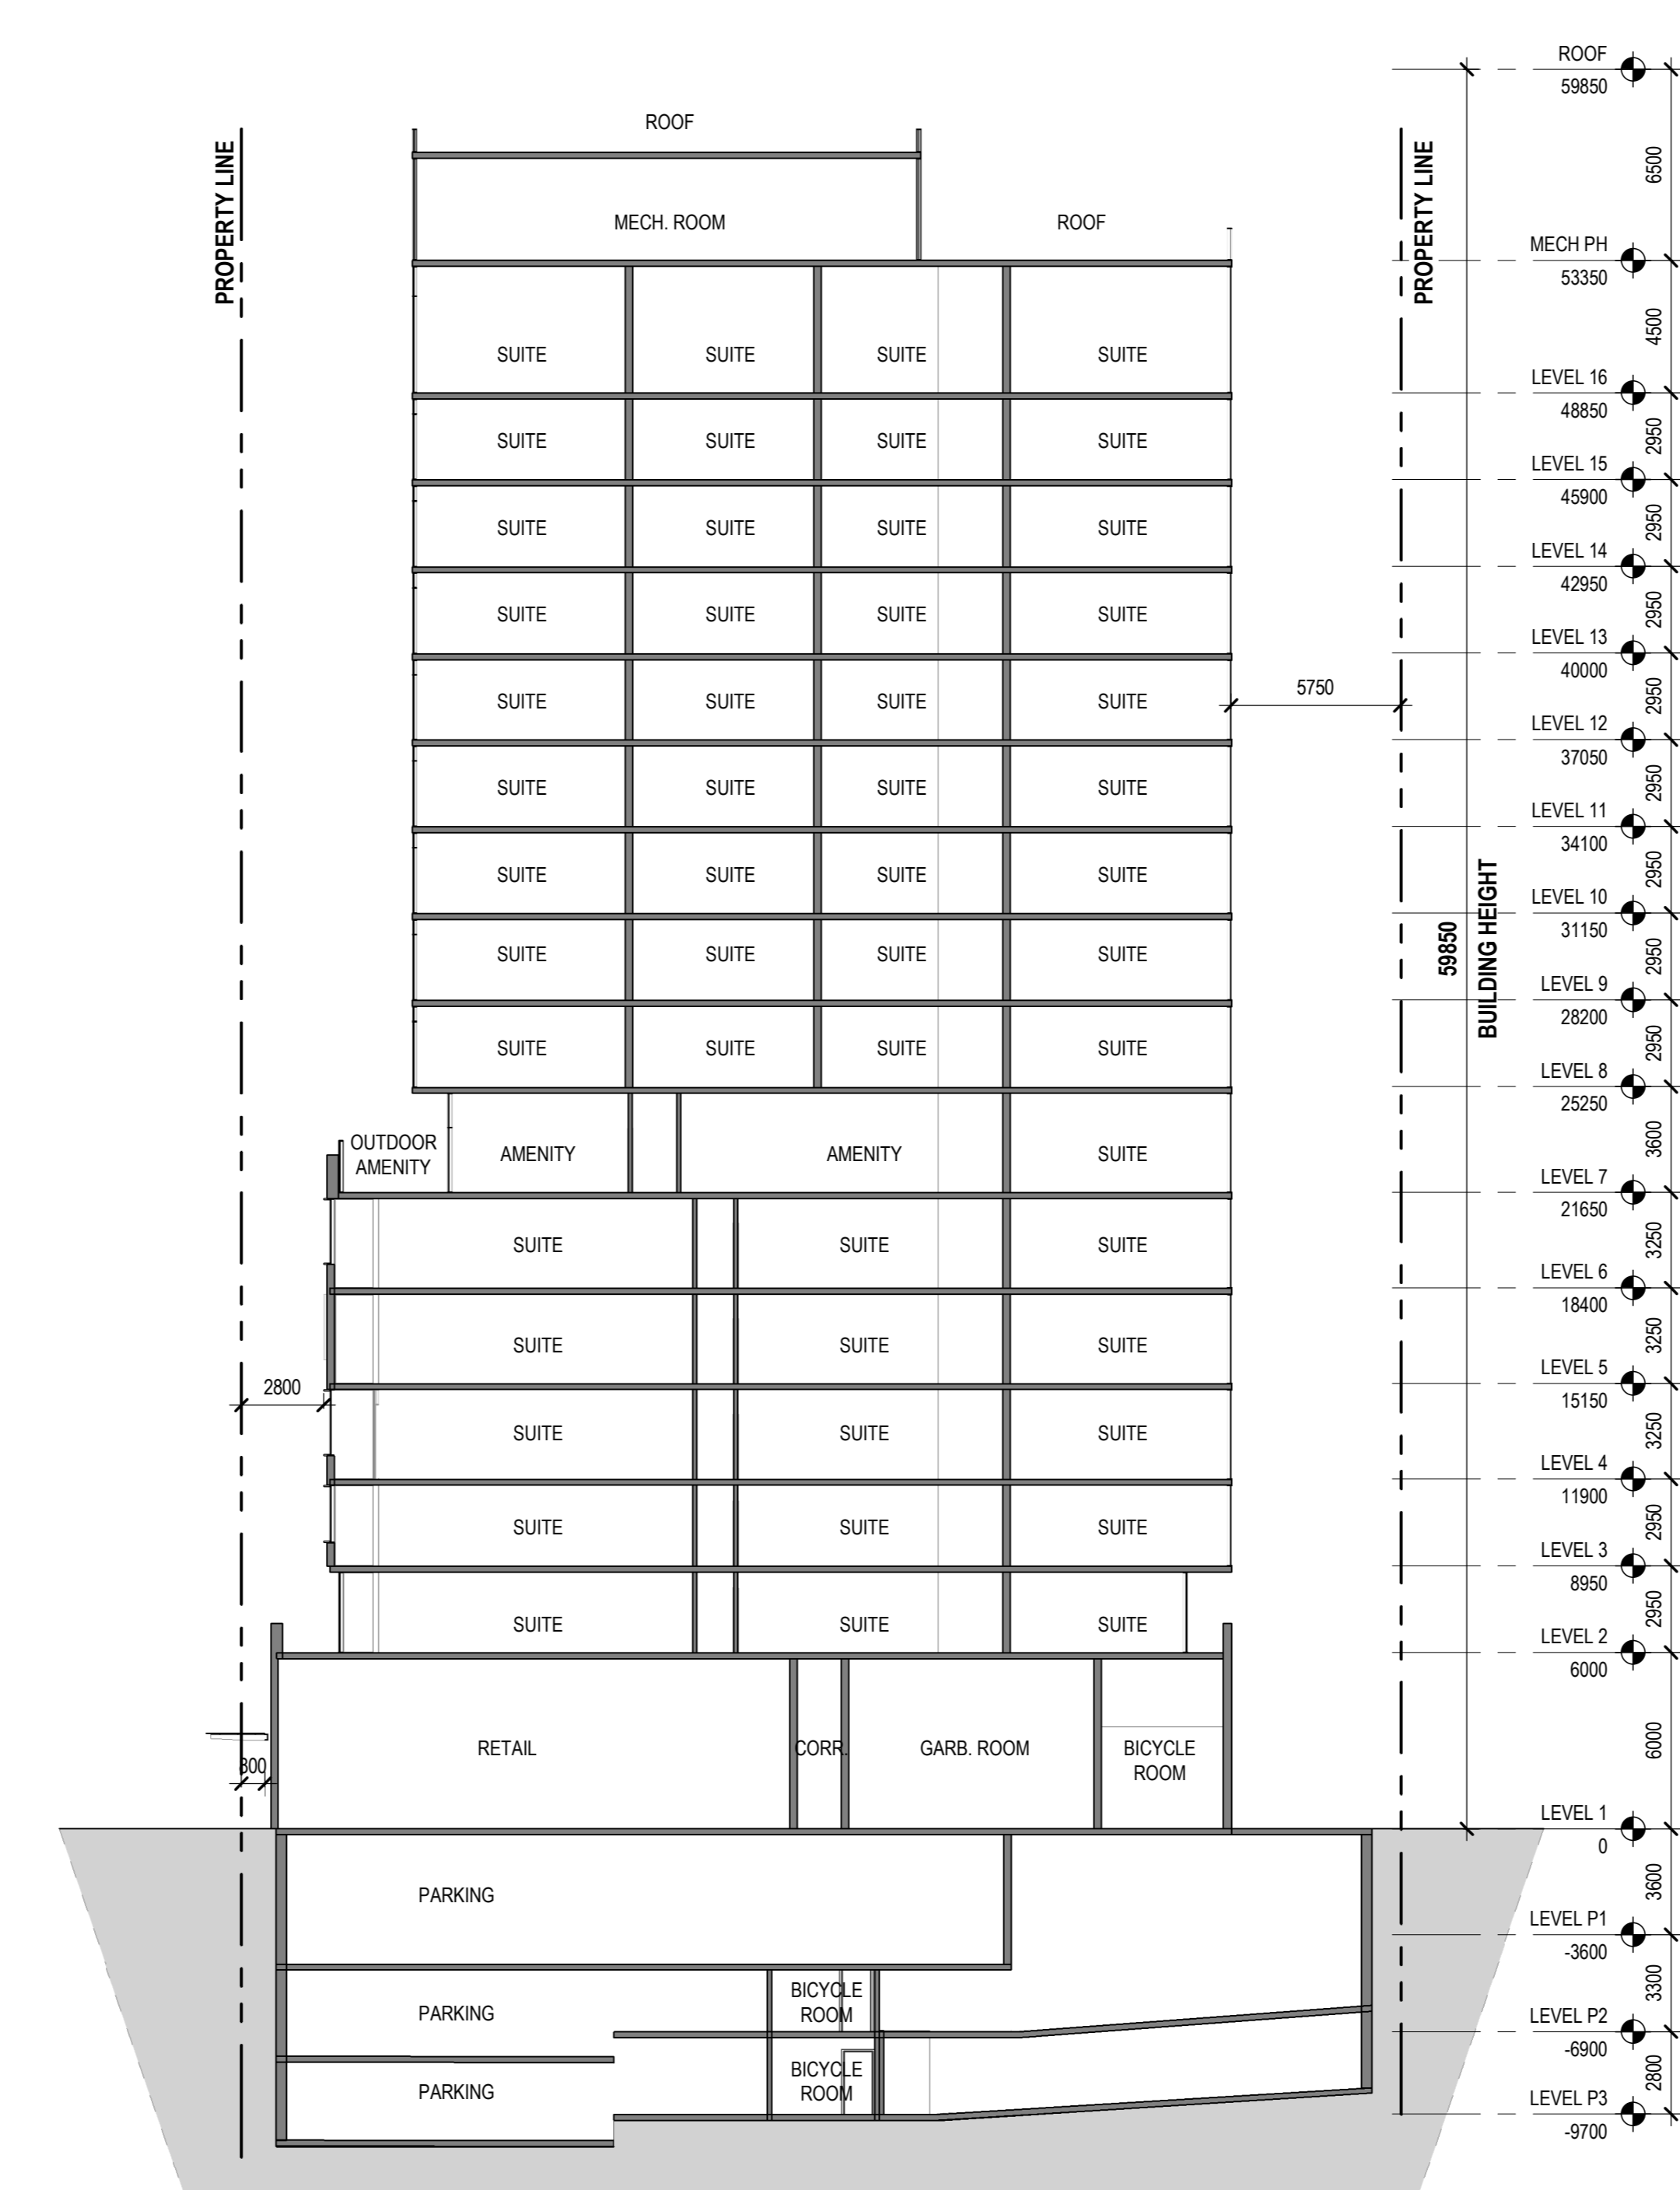 ROOF
59850
ROOF
PROPERTY LINE
PROPERTY LINE
6500
MECH. ROOM
ROOF
MECH PH
53350
4500
SUITE SUITE SUITE SUITE
LEVEL 16
48850
2950
SUITE SUITE SUITE SUITE
LEVEL 15
45900
2950
SUITE SUITE SUITE SUITE
LEVEL 14
42950
2950
SUITE SUITE SUITE SUITE
LEVEL 13
40000
2950
5750
SUITE SUITE SUITE SUITE
LEVEL 12
37050
2950
SUITE SUITE SUITE SUITE
LEVEL 11
34100
2950
SUITE SUITE SUITE SUITE
LEVEL 10
31150
59850
BUILDING HEIGHT
2950
SUITE SUITE SUITE SUITE
LEVEL 9
28200
2950
SUITE SUITE SUITE SUITE
LEVEL 8
25250
3600
OUTDOOR
AMENITY
AMENITY
AMENITY
SUITE
LEVEL 7
21650
3250
SUITE SUITE SUITE
LEVEL 6
18400
3250
SUITE SUITE SUITE
LEVEL 5
15150
2800
3250
SUITE SUITE SUITE
LEVEL 4
11900
2950
SUITE SUITE SUITE
LEVEL 3
8950
2950
SUITE SUITE SUITE
LEVEL 2
6000
6000
800
RETAIL
CORR.
GARB. ROOM
BICYCLE
ROOM
LEVEL 1
0
3600
PARKING
LEVEL P1
-3600
3300
PARKING
BICYCLE
ROOM
LEVEL P2
-6900
2800
PARKING
BICYCLE
ROOM
LEVEL P3
-9700